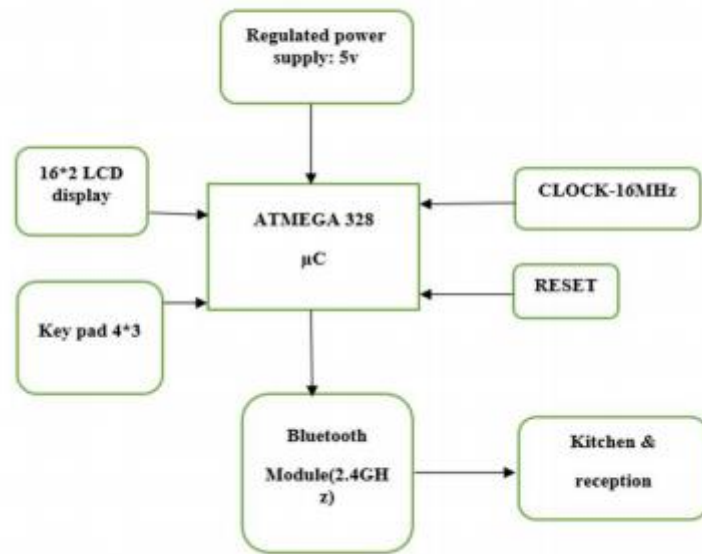 Regulated power
supply: 5v
16*2 LCD
display
ATMEGA 328
µC
CLOCK-16MHz
RESET
Key pad 4*3
Bluetooth
Module(2.4GH
z)
Kitchen &
reception